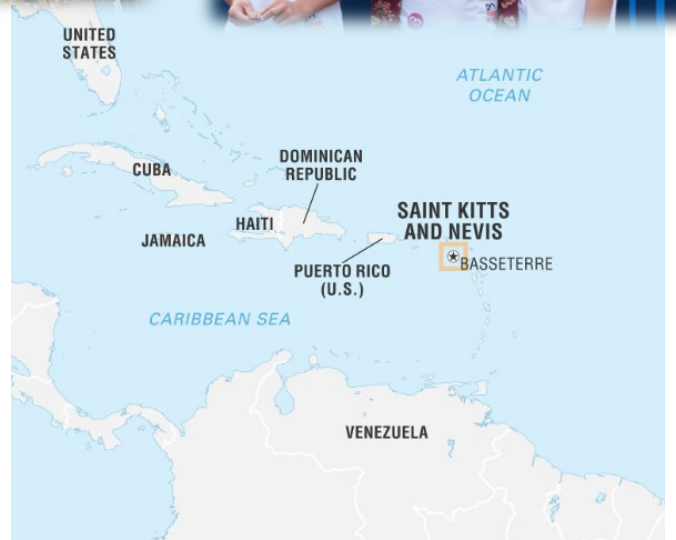 UNITED
STATES
ATLANTIC
OCEAN
CUBA
DOMINICAN
REPUBLIC
HAITI
JAMAICA
SAINT KITTS
AND NEVIS
BASSETERRE
PUERTO RICO
(U.S.)
CARIBBEAN SEA
VENEZUELA